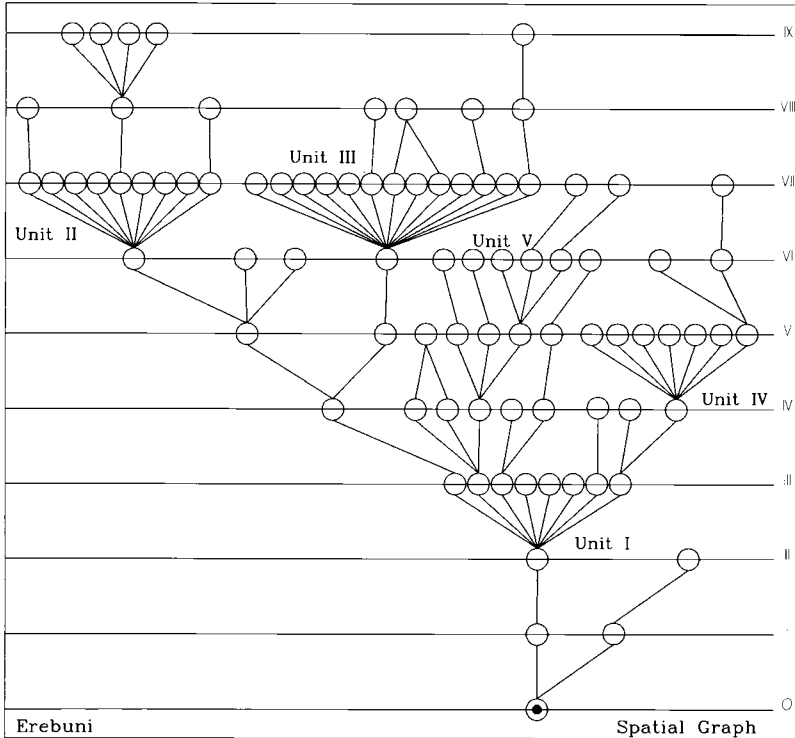 IX
VIII
Unit III
VII
Unit II
Unit V
VI
V
Unit IV
IV
Unit I
II
O
Erebuni
Spatial Graph